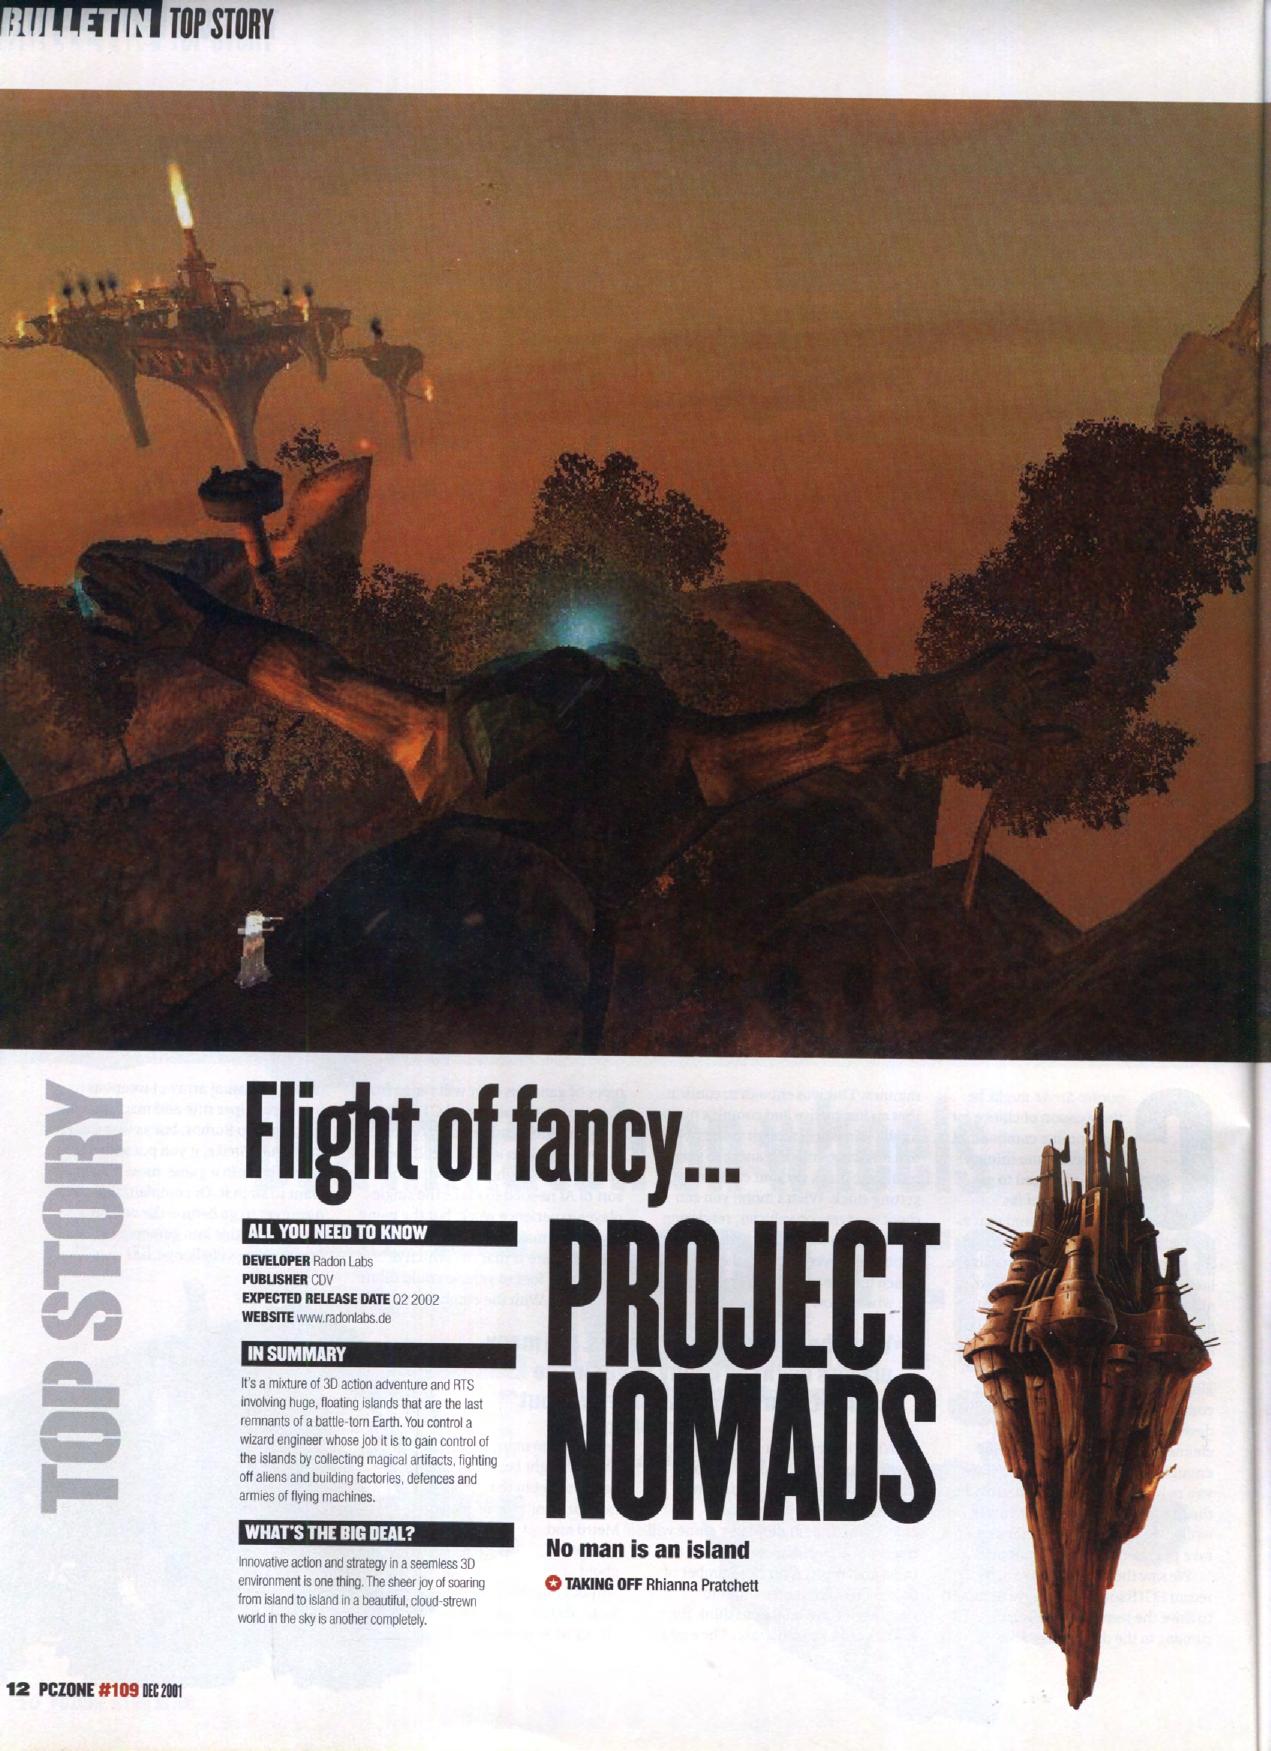 BULLETIN TOP STORY
TOP STORY
Flight of fancy...
ALL YOU NEED TO KNOW
DEVELOPER Radon Labs
PUBLISHER CDV
EXPECTED RELEASE DATE Q2 2002
WEBSITE www.radonlabs.de
IN SUMMARY
It's a mixture of 3D action adventure and RTS
involving huge, floating islands that are the last
remnants of a battle-torn Earth. You control a
wizard engineer whose job it is to gain control of
the islands by collecting magical artifacts, fighting
off aliens and building factories, defences and
armies of flying machines.
WHAT'S THE BIG DEAL?
Innovative action and strategy in a seemless 3D
environment is one thing. The sheer joy of soaring
from island to island in a beautiful, cloud-strewn
world in the sky is another completely.
PROJECT
NOMADS
No man is an island
TAKING OFF Rhianna Pratchett
12 PCZONE #109 DEC 2001